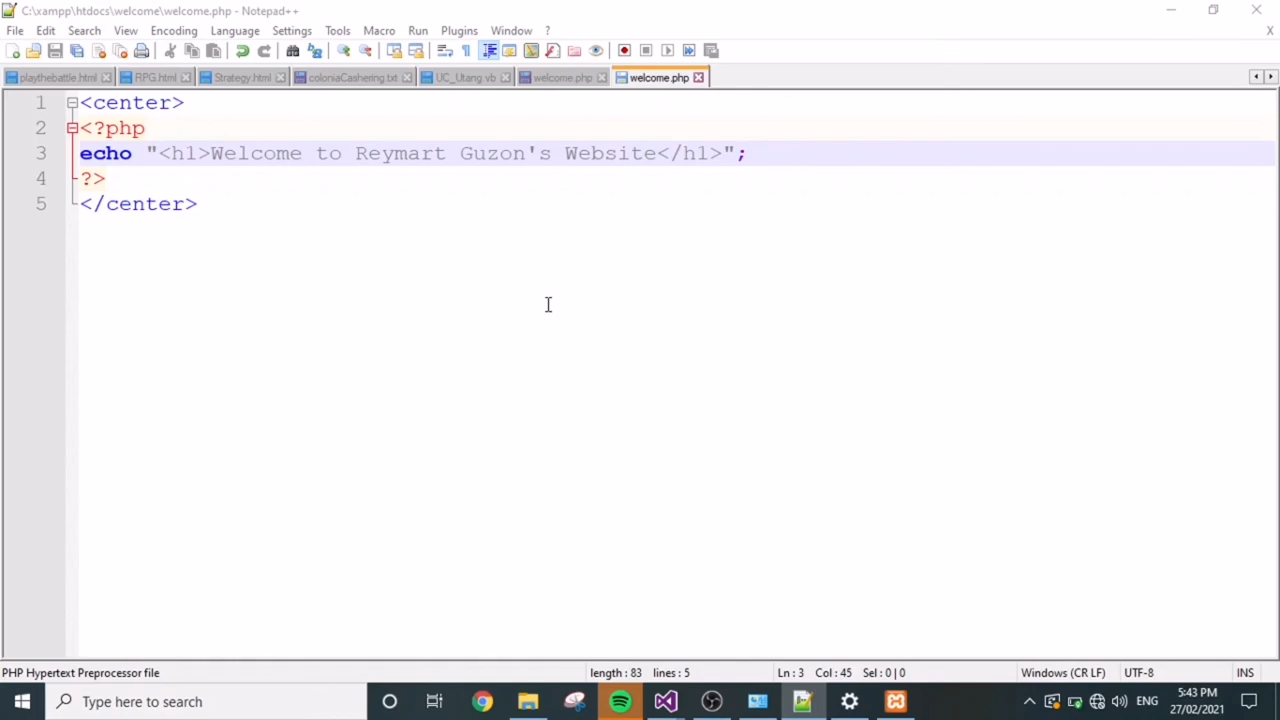 C:\xampp\htdocs\welcome\welcome.php - Notepad++
File Edit Search View Encoding Language Settings Tools Macro Run Plugins Window ? X
playthebattle.html RPG.html Strategy.html coloniaCashering.txt UC_Utang.vb welcome.php welcome.php
1 <center>
2 <?php
3 echo "<h1>Welcome to Reymart Guzon's Website</h1>";
4 ?>
5 </center>
PHP Hypertext Preprocessor file length : 83 lines : 5 Ln : 3 Col : 45 Sel : 0 | 0 Windows (CR LF) UTF-8 INS
Type here to search ENG 5:43 PM
27/02/2021